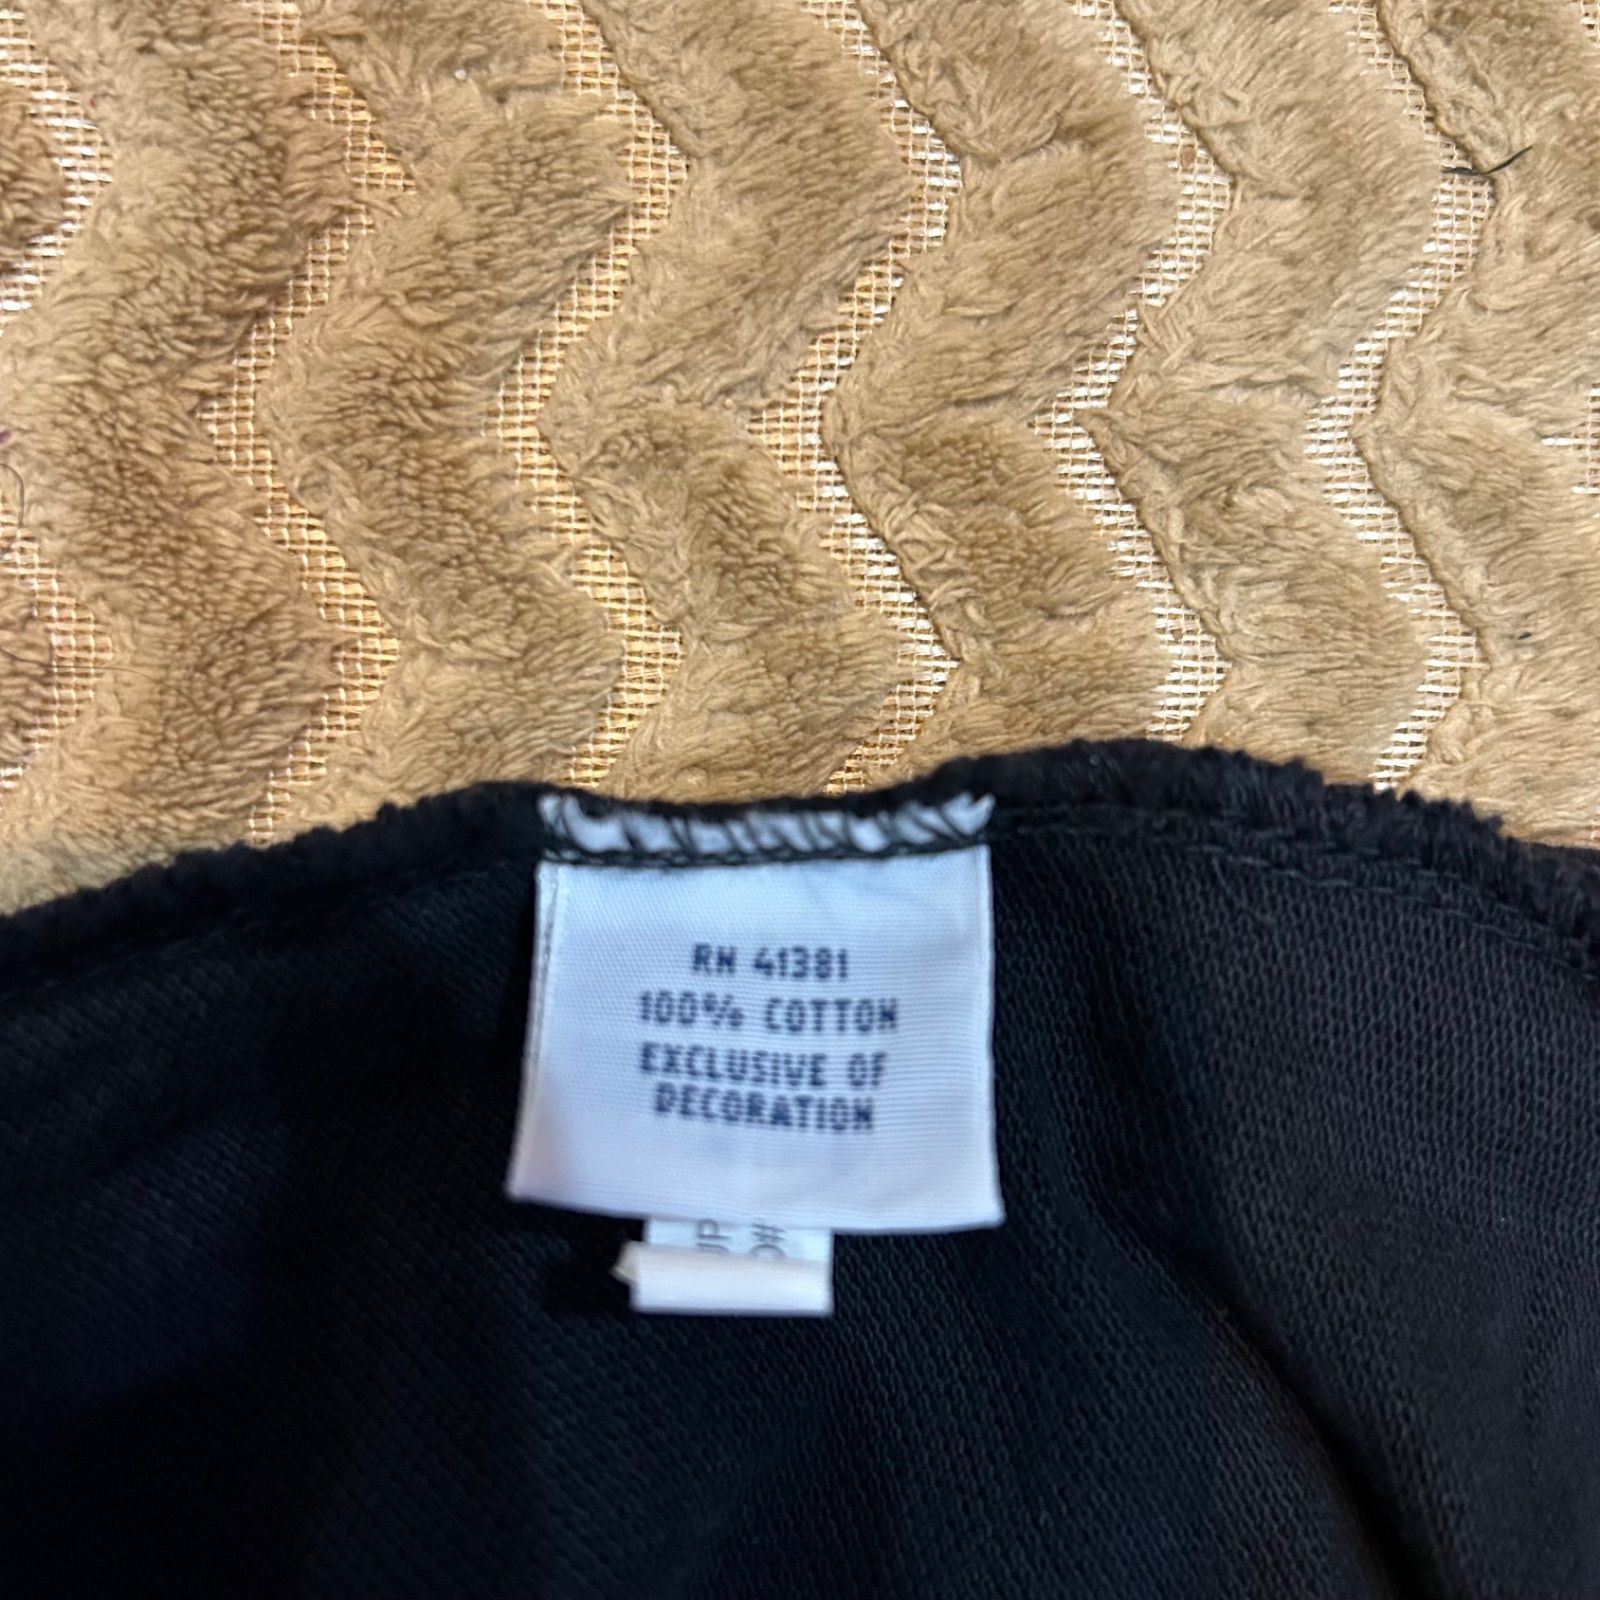 RN 41381
100% COTTON
EXCLUSIVE OF
DECORATION